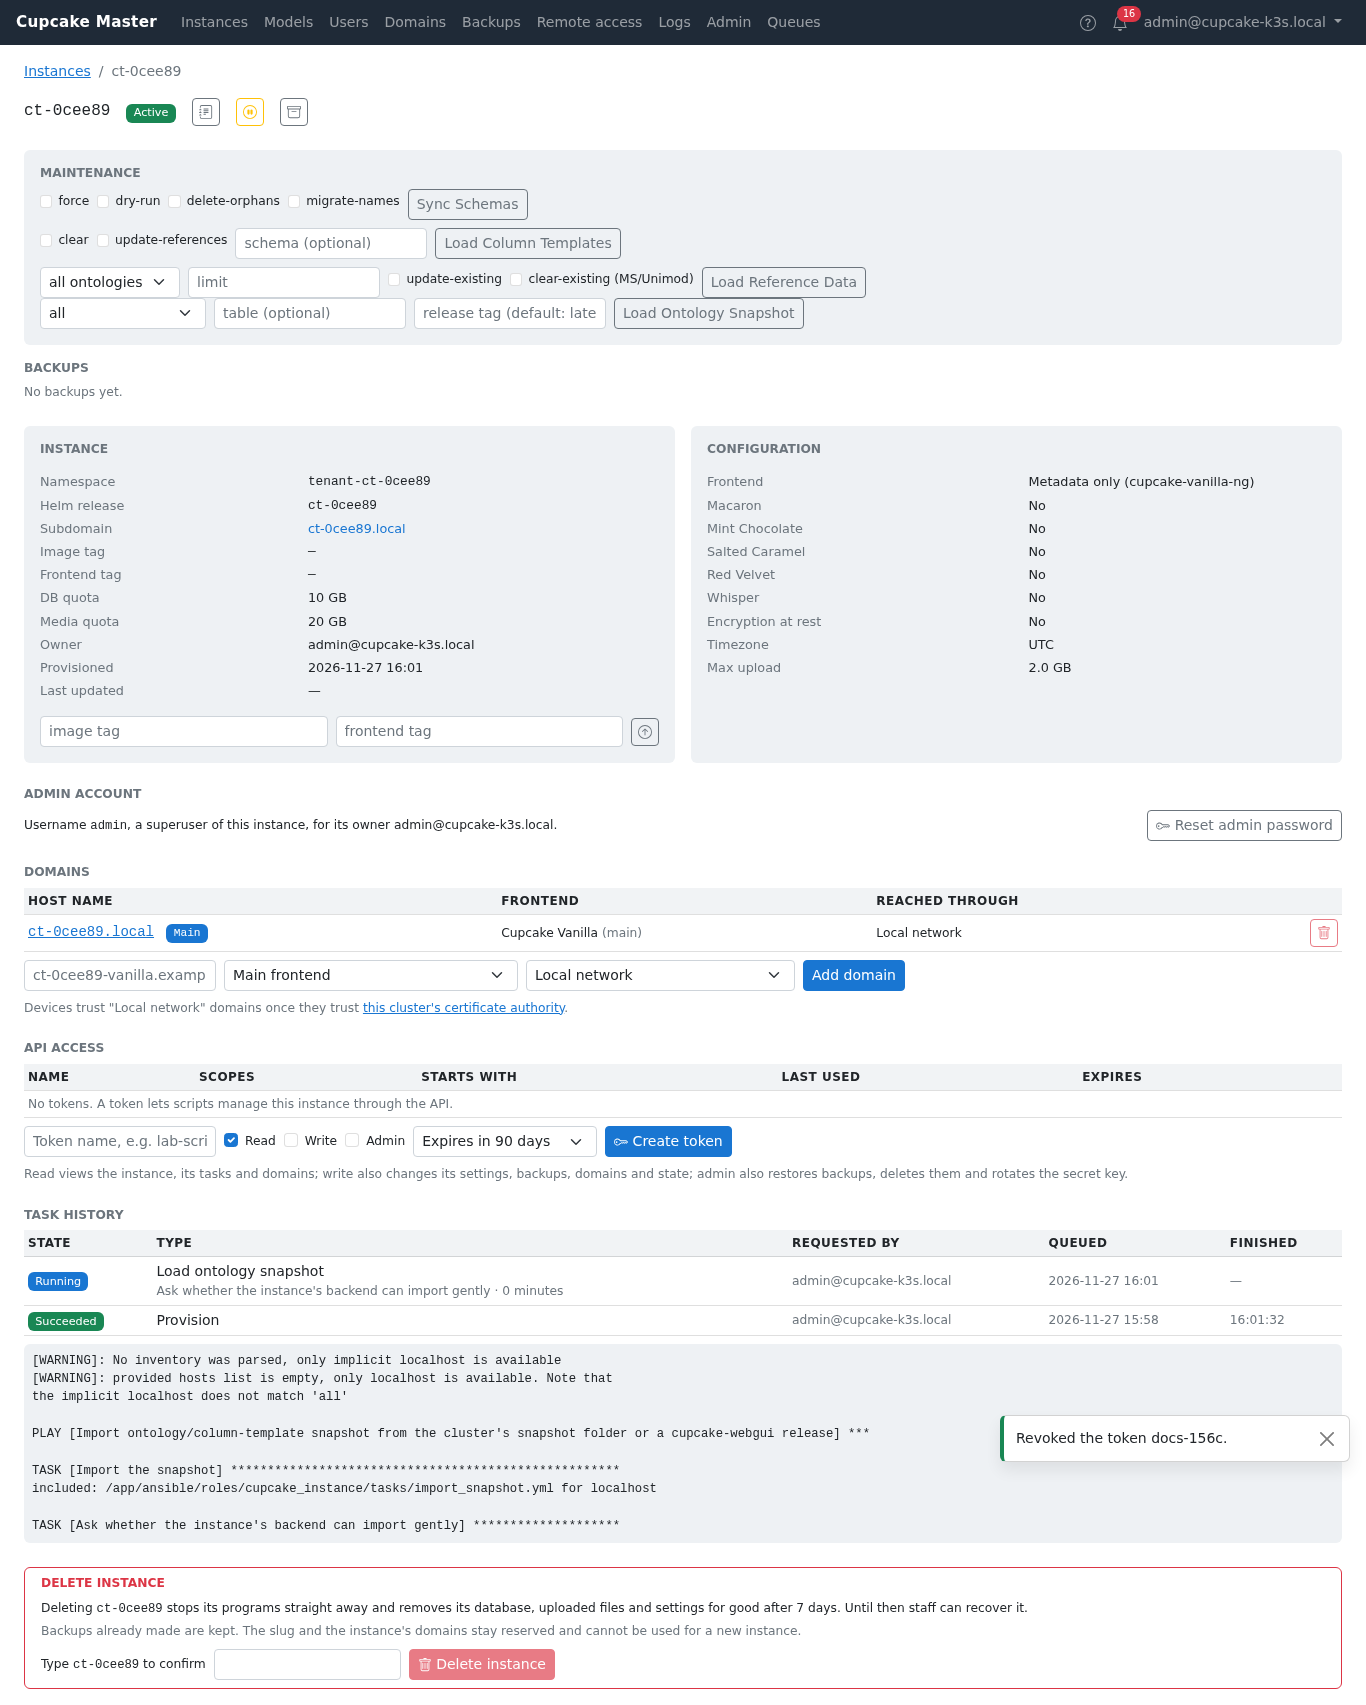 Cupcake Master Instances Models Users Domains Backups Remote access Logs Admin Queues 16 admin@cupcake-k3s.local
Instances / ct-0cee89
ct-0cee89 Active
MAINTENANCE
force dry-run delete-orphans migrate-names Sync Schemas
clear update-references schema (optional) Load Column Templates
all ontologies limit update-existing clear-existing (MS/Unimod) Load Reference Data
all table (optional) release tag (default: late Load Ontology Snapshot
BACKUPS
No backups yet.
INSTANCE
Namespace tenant-ct-0cee89
Helm release ct-0cee89
Subdomain ct-0cee89.local
Image tag —
Frontend tag —
DB quota 10 GB
Media quota 20 GB
Owner admin@cupcake-k3s.local
Provisioned 2026-11-27 16:01
Last updated —
image tag frontend tag
CONFIGURATION
Frontend Metadata only (cupcake-vanilla-ng)
Macaron No
Mint Chocolate No
Salted Caramel No
Red Velvet No
Whisper No
Encryption at rest No
Timezone UTC
Max upload 2.0 GB
ADMIN ACCOUNT
Username admin, a superuser of this instance, for its owner admin@cupcake-k3s.local. Reset admin password
DOMAINS
HOST NAME FRONTEND REACHED THROUGH
ct-0cee89.local Main Cupcake Vanilla (main) Local network
ct-0cee89-vanilla.examp Main frontend Local network Add domain
Devices trust "Local network" domains once they trust this cluster's certificate authority.
API ACCESS
NAME SCOPES STARTS WITH LAST USED EXPIRES
No tokens. A token lets scripts manage this instance through the API.
Token name, e.g. lab-scri Read Write Admin Expires in 90 days Create token
Read views the instance, its tasks and domains; write also changes its settings, backups, domains and state; admin also restores backups, deletes them and rotates the secret key.
TASK HISTORY
STATE TYPE REQUESTED BY QUEUED FINISHED
Running Load ontology snapshot admin@cupcake-k3s.local 2026-11-27 16:01 —
Ask whether the instance's backend can import gently · 0 minutes
Succeeded Provision admin@cupcake-k3s.local 2026-11-27 15:58 16:01:32
[WARNING]: No inventory was parsed, only implicit localhost is available
[WARNING]: provided hosts list is empty, only localhost is available. Note that
the implicit localhost does not match 'all'
PLAY [Import ontology/column-template snapshot from the cluster's snapshot folder or a cupcake-webgui release] ***
Revoked the token docs-156c.
TASK [Import the snapshot] **************************************************
included: /app/ansible/roles/cupcake_instance/tasks/import_snapshot.yml for localhost
TASK [Ask whether the instance's backend can import gently] *******************
DELETE INSTANCE
Deleting ct-0cee89 stops its programs straight away and removes its database, uploaded files and settings for good after 7 days. Until then staff can recover it.
Backups already made are kept. The slug and the instance's domains stay reserved and cannot be used for a new instance.
Type ct-0cee89 to confirm Delete instance